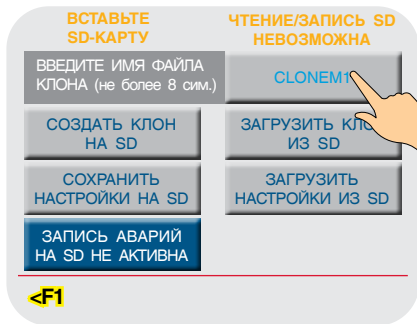 ВСТАВЬТЕ
SD-КАРТУ
ЧТЕНИЕ/ЗАПИСЬ SD
НЕВОЗМОЖНА
ВВЕДИТЕ ИМЯ ФАЙЛА
КЛОНА (не более 8 сим.)
CLONEM1
СОЗДАТЬ КЛОН
НА SD
ЗАГРУЗИТЬ КЛО
ИЗ SD
СОХРАНИТЬ
НАСТРОЙКИ НА SD
ЗАГРУЗИТЬ
НАСТРОЙКИ ИЗ SD
ЗАПИСЬ АВАРИЙ
НА SD НЕ АКТИВНА
<F1